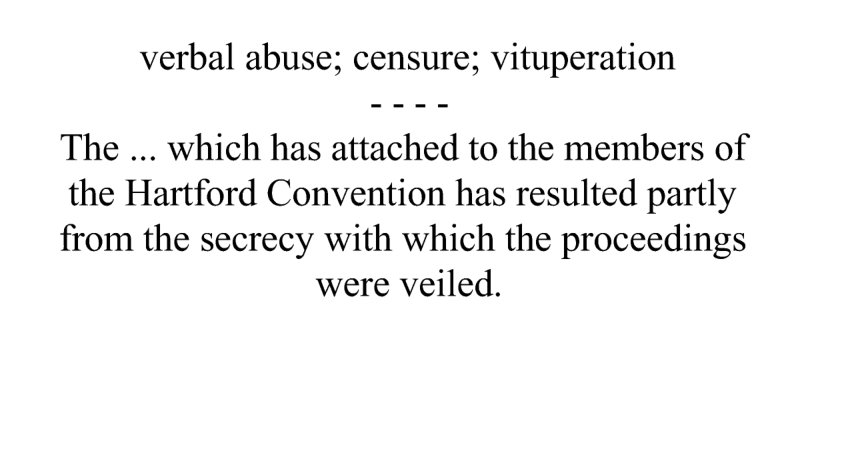 verbal abuse; censure; vituperation
- - - -
The ... which has attached to the members of
the Hartford Convention has resulted partly
from the secrecy with which the proceedings
were veiled.